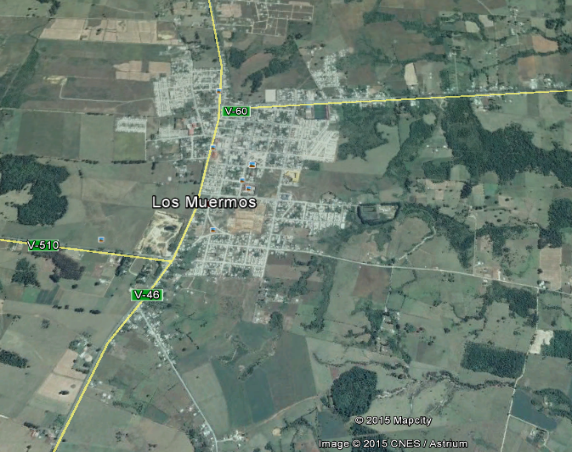 V-60
Los Muermos
V-510
V-46
© 2015 Mapcity
Image © 2015 CNES / Astrium